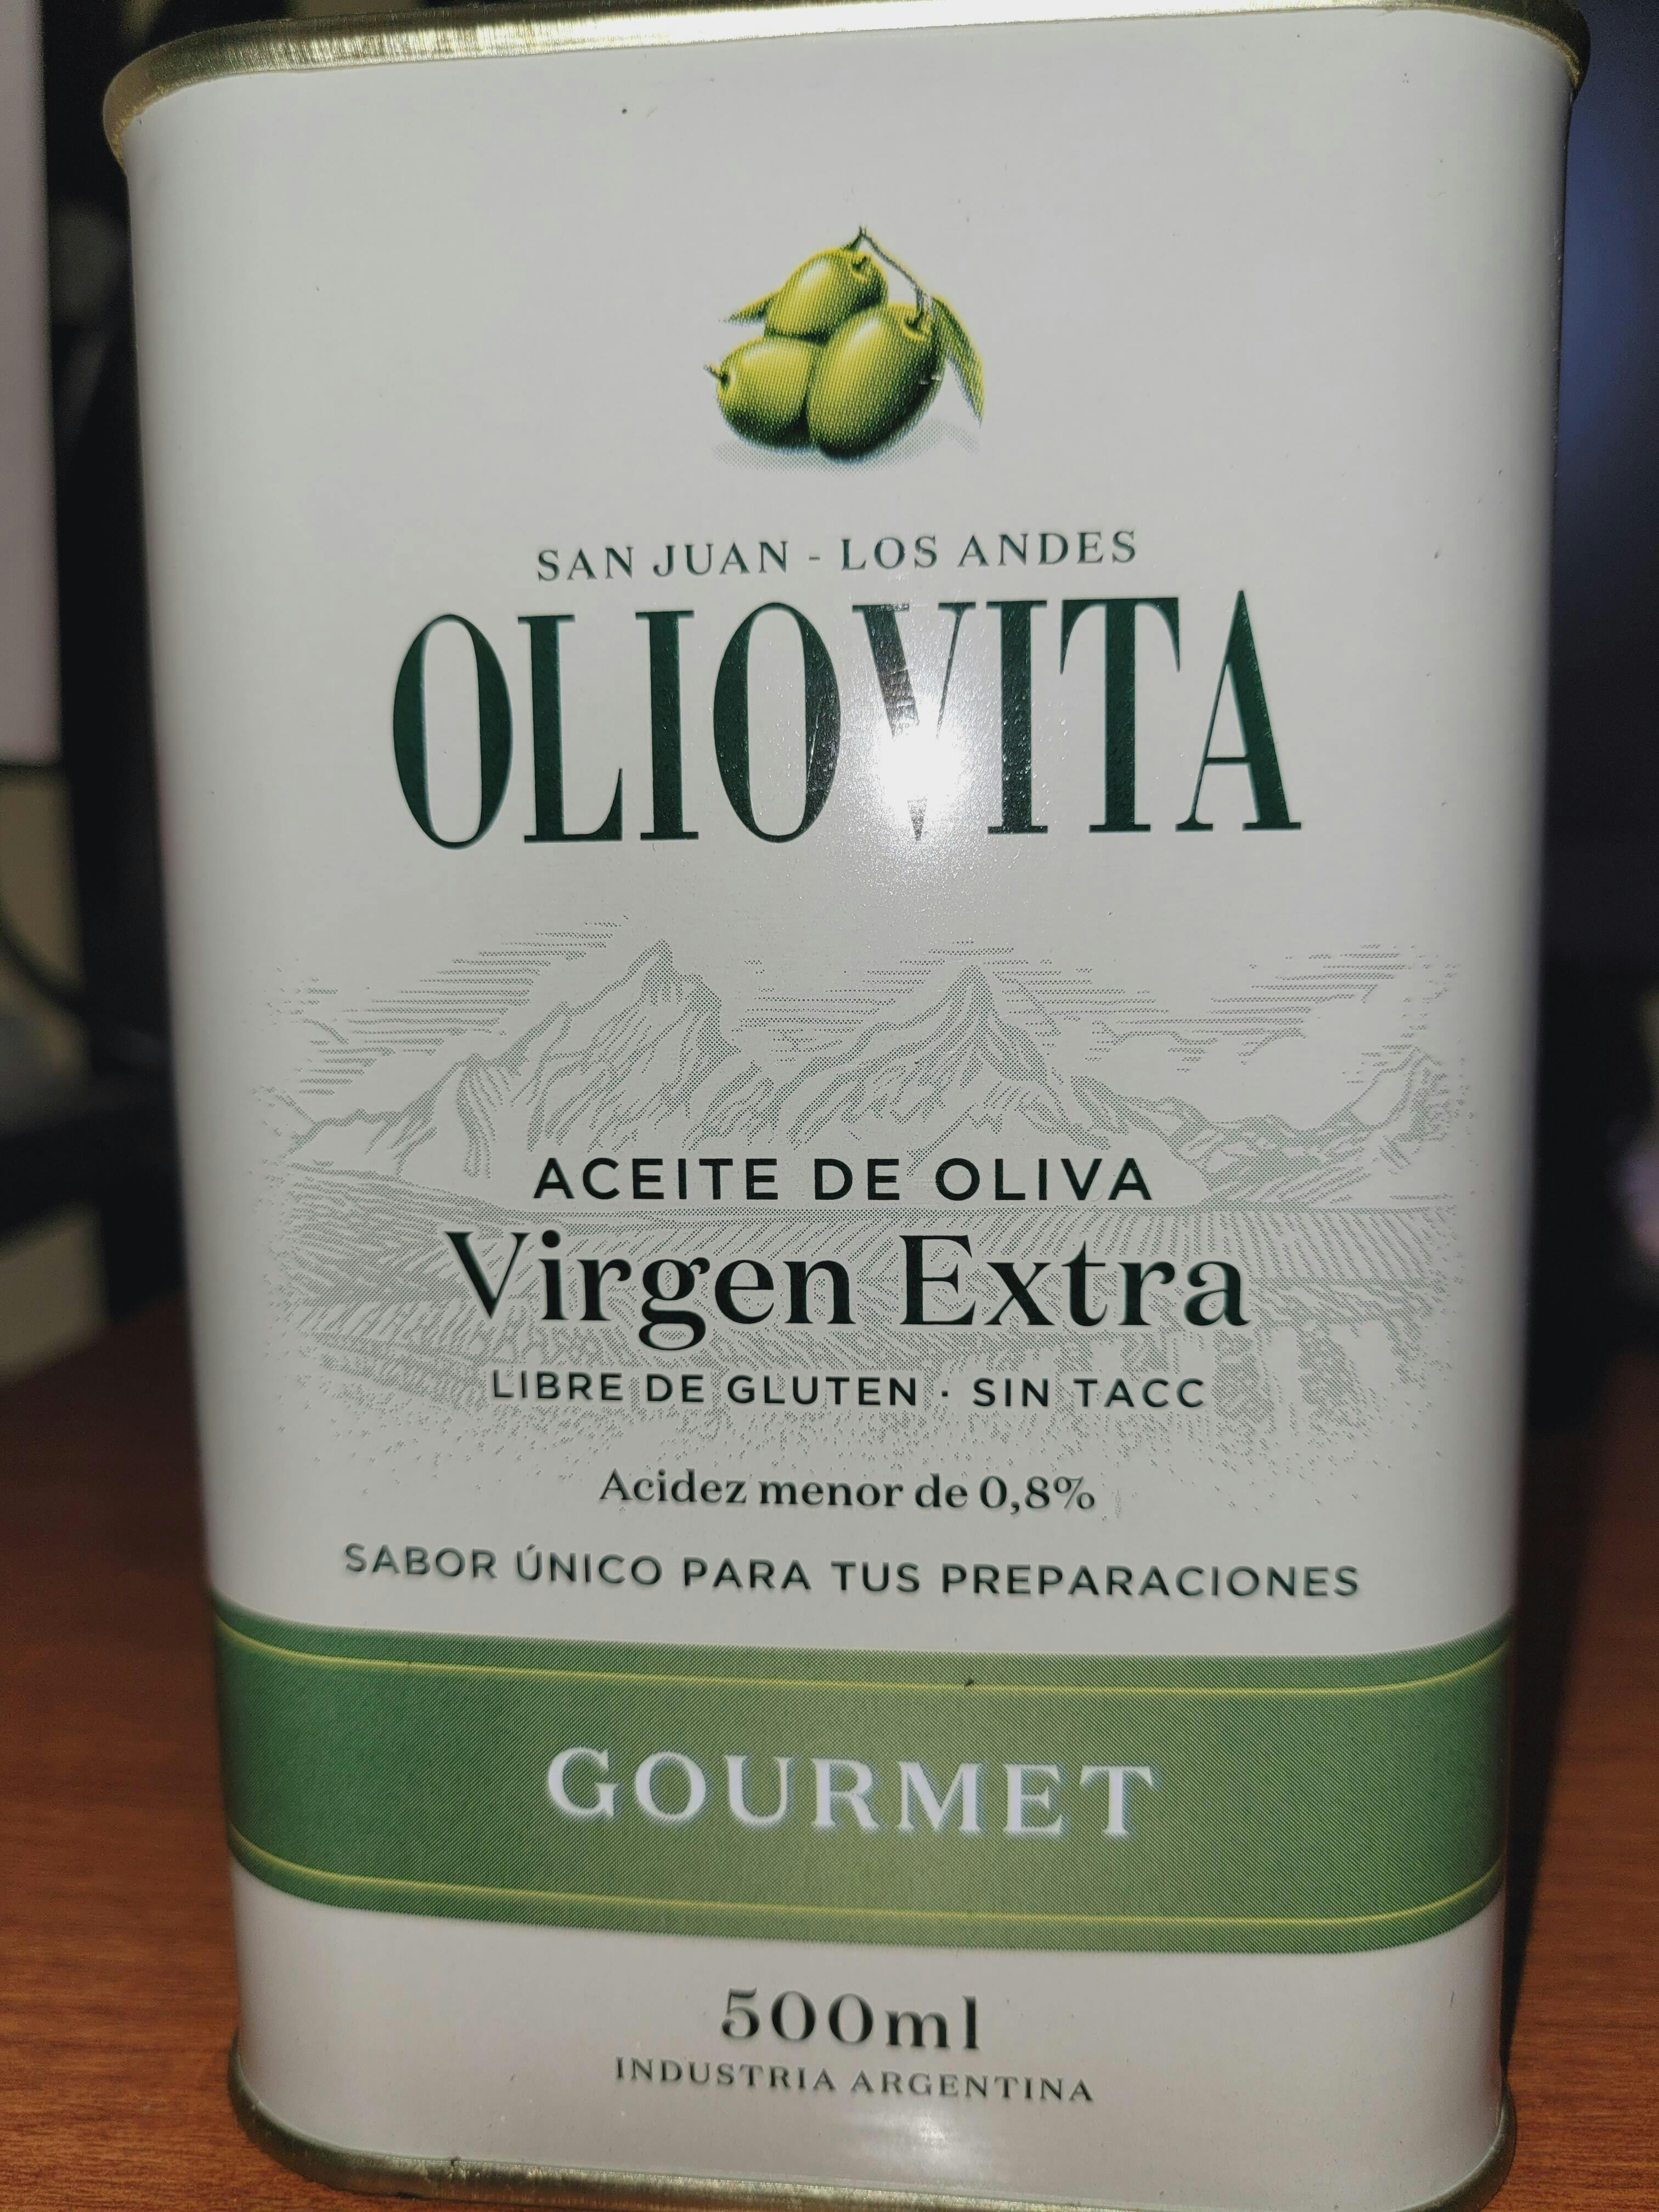 SAN JUAN - LOS ANDES
OLIOVITA
ACEITE DE OLIVA
Virgen Extra
LIBRE DE GLUTEN · SIN TACC
Acidez menor de 0,8%
SABOR ÚNICO PARA TUS PREPARACIONES
GOURMET
500ml
INDUSTRIA ARGENTINA